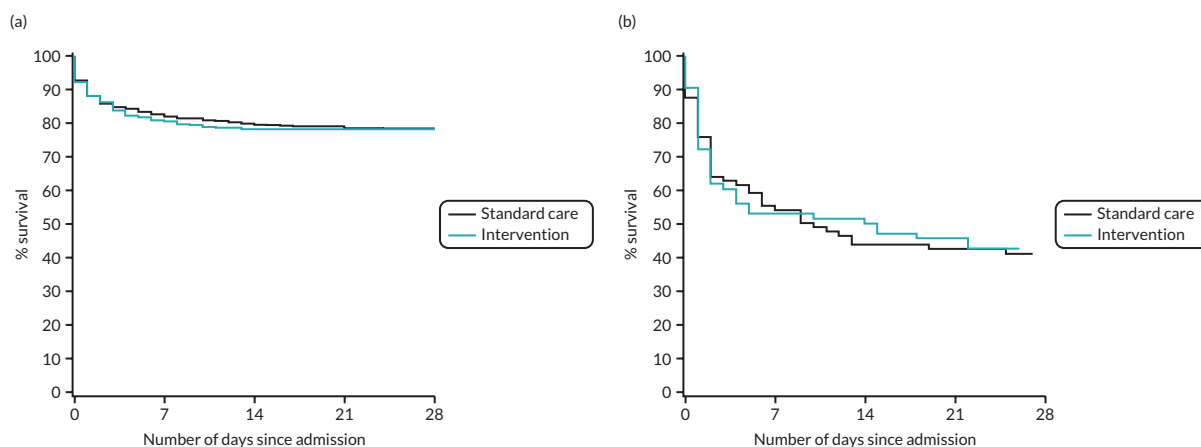 (a)
100
90
80
70
60
50
40
30
20
10
0
% survival
0 7 14 21 28
Number of days since admission
Standard care
Intervention
(b)
100
90
80
70
60
50
40
30
20
10
0
% survival
0 7 14 21 28
Number of days since admission
Standard care
Intervention